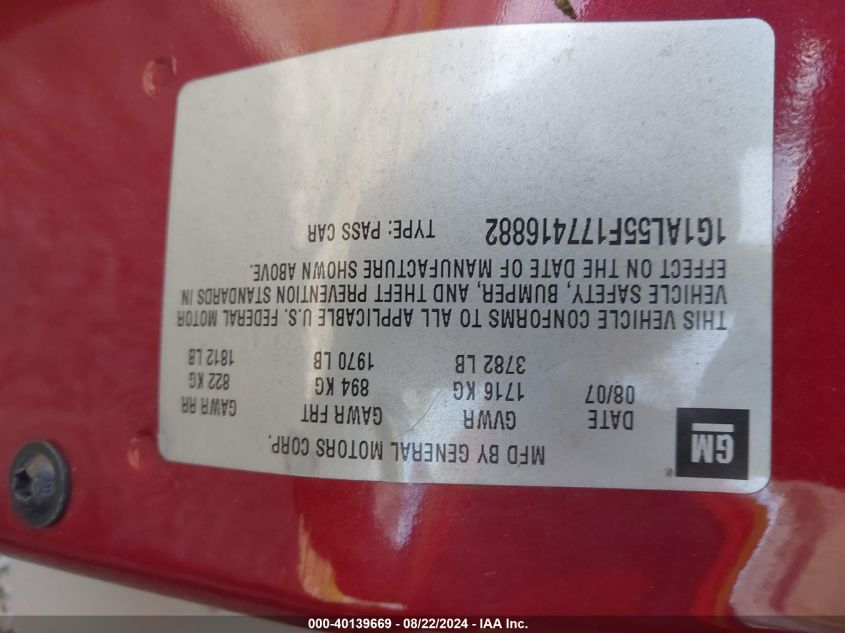 GM ®
MFD BY GENERAL MOTORS CORP.
DATE GVWR GAWR FRT GAWR RR
08/07 1716 KG 894 KG 822 KG
3782 LB 1970 LB 1812 LB
THIS VEHICLE CONFORMS TO ALL APPLICABLE U.S. FEDERAL MOTOR
VEHICLE SAFETY, BUMPER, AND THEFT PREVENTION STANDARDS IN
EFFECT ON THE DATE OF MANUFACTURE SHOWN ABOVE.
1G1AL55F177416882 TYPE: PASS CAR
000-40139669 - 08/22/2024 - IAA Inc.